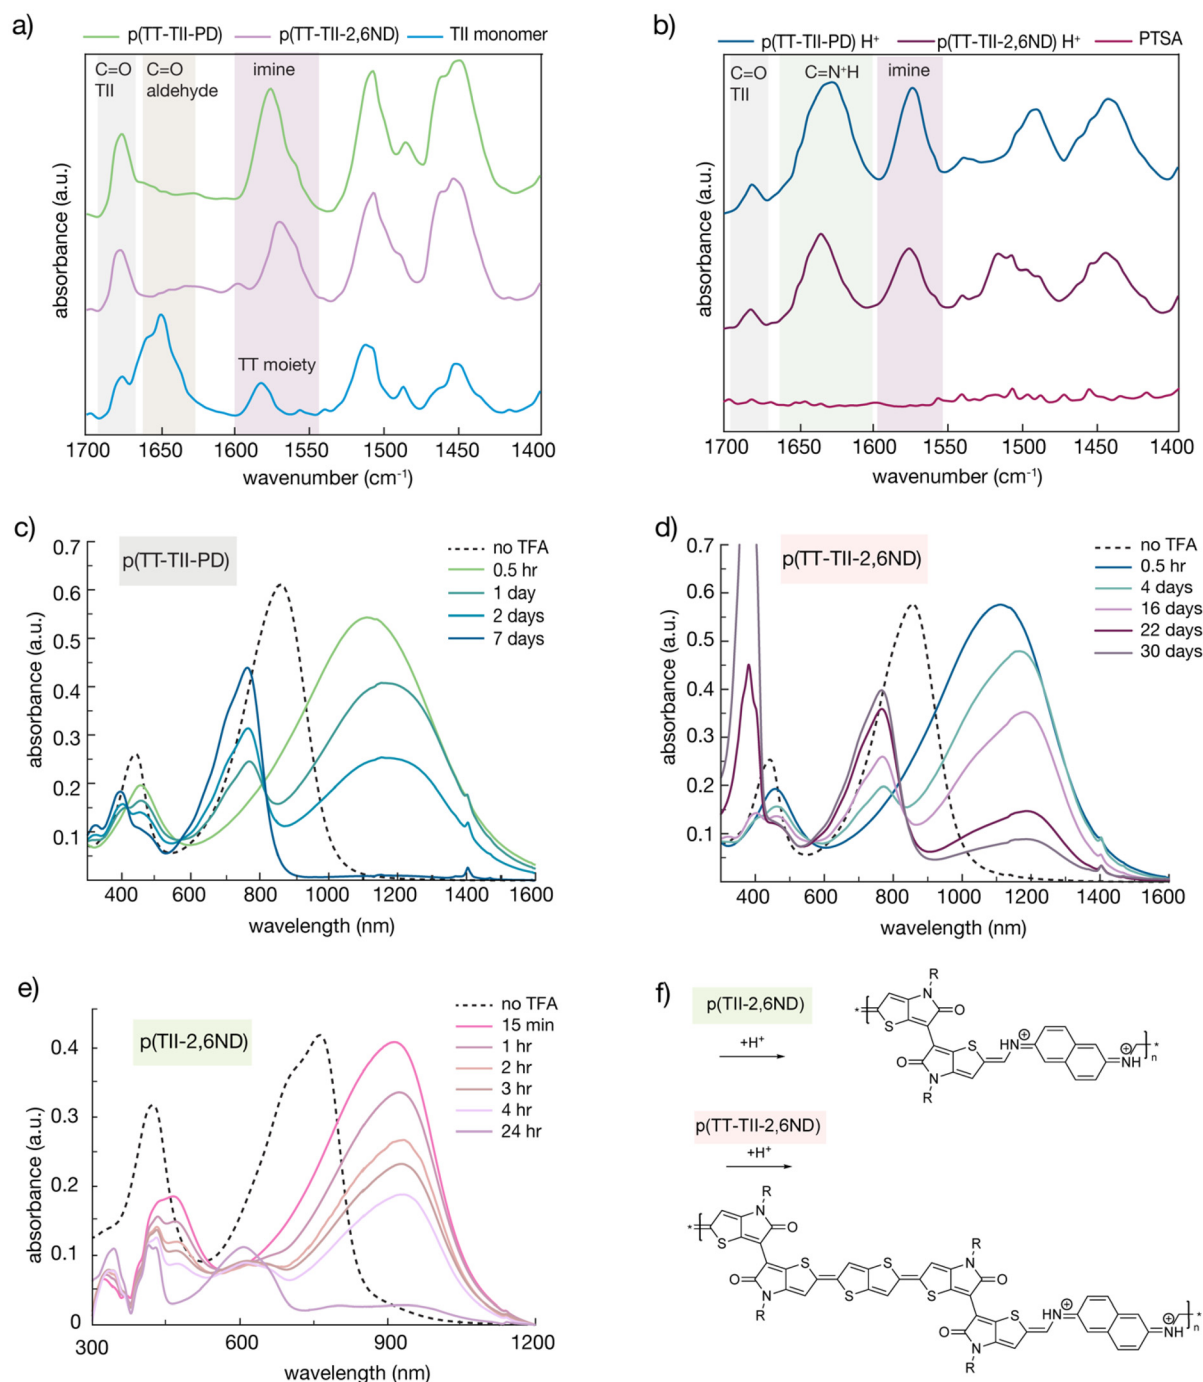 a)
p(TT-TII-PD) p(TT-TII-2,6ND) TII monomer
C=O TII
C=O aldehyde
imine
TT moiety
absorbance (a.u.)
1700 1650 1600 1550 1500 1450 1400
wavenumber (cm⁻¹)
b)
p(TT-TII-PD) H⁺ p(TT-TII-2,6ND) H⁺ PTSA
C=O TII
C=N⁺H
imine
absorbance (a.u.)
1700 1650 1600 1550 1500 1450 1400
wavenumber (cm⁻¹)
c)
p(TT-TII-PD)
no TFA
0.5 hr
1 day
2 days
7 days
0.7
0.6
0.5
0.4
0.3
0.2
0.1
absorbance (a.u.)
400 600 800 1000 1200 1400 1600
wavelength (nm)
d)
p(TT-TII-2,6ND)
no TFA
0.5 hr
4 days
16 days
22 days
30 days
0.7
0.6
0.5
0.4
0.3
0.2
0.1
absorbance (a.u.)
400 600 800 1000 1200 1400 1600
wavelength (nm)
e)
p(TII-2,6ND)
no TFA
15 min
1 hr
2 hr
3 hr
4 hr
24 hr
0.4
0.3
0.2
0.1
0
absorbance (a.u.)
300 600 900 1200
wavelength (nm)
f)
p(TII-2,6ND)
+H⁺
R
N
O
S
*
O
S
N
R
HN
⊕
⊕
NH
n
*
p(TT-TII-2,6ND)
+H⁺
R
N
O
S
*
O
N
R
S
S
S
S
R
N
O
S
O
N
R
HN
⊕
⊕
NH
n
*